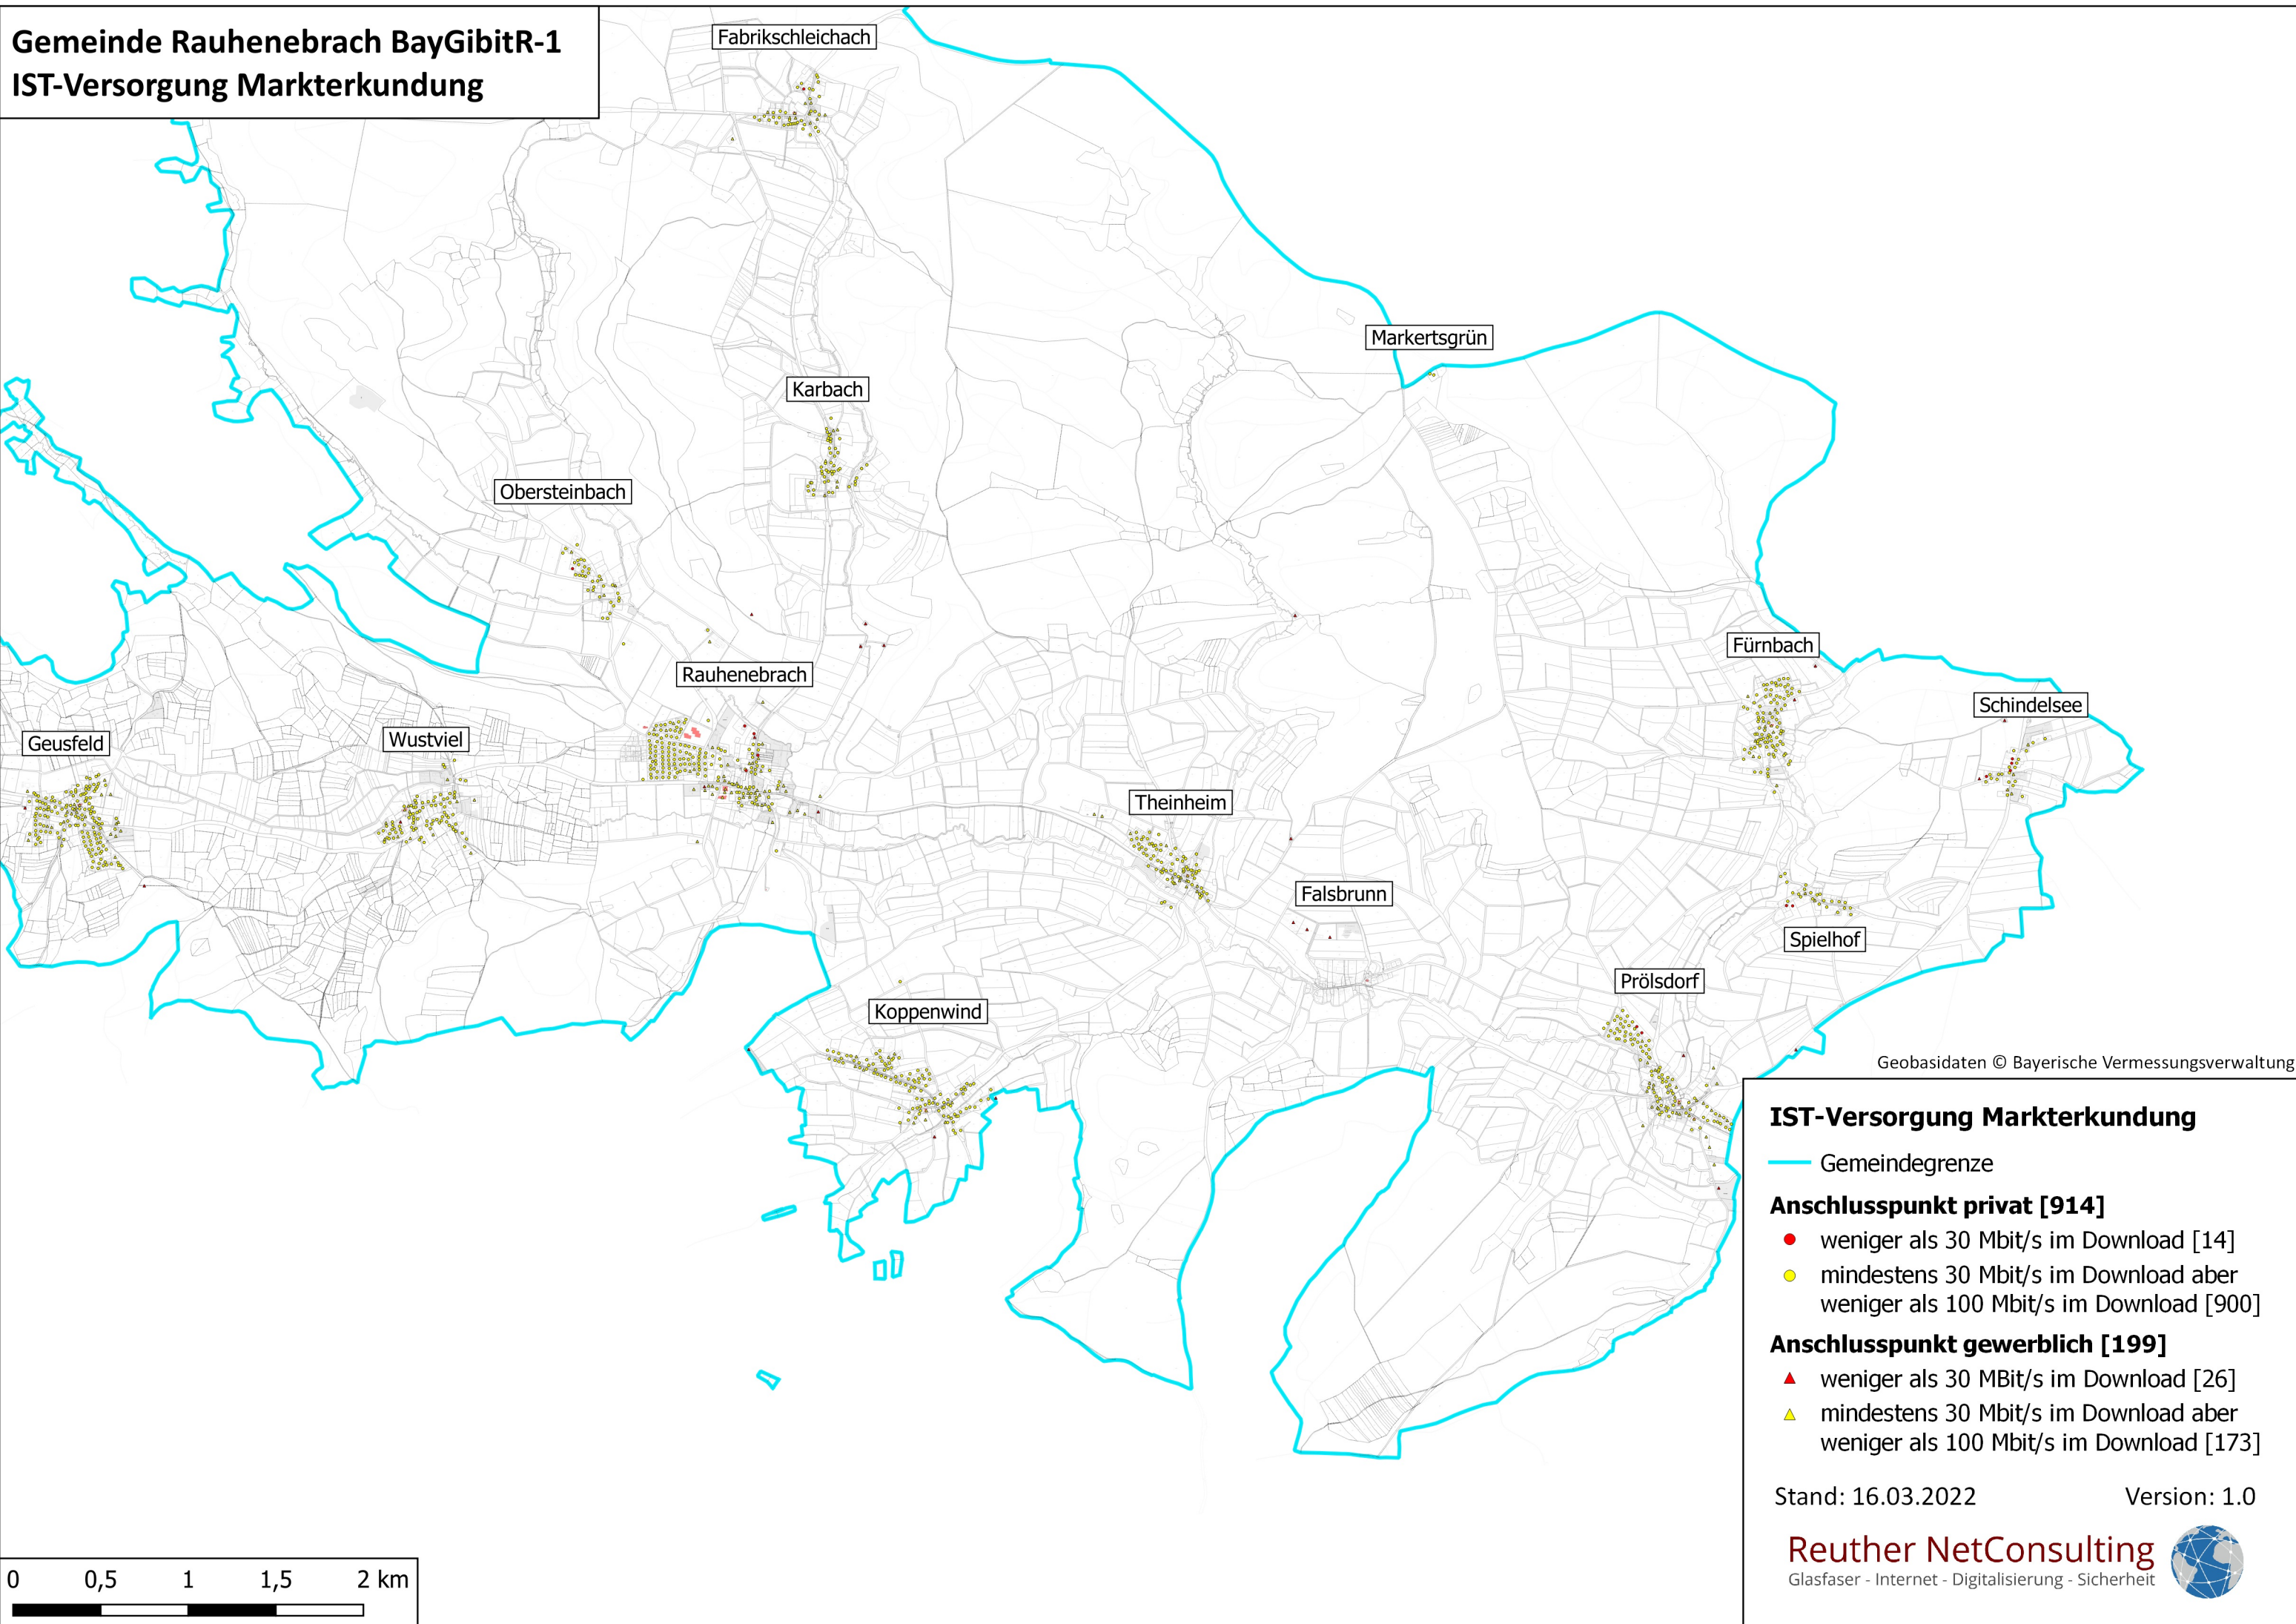 Gemeinde Rauhenebrach BayGibitR-1
IST-Versorgung Markterkundung
Fabrikschleichach
Markertsgrün
Karbach
Obersteinbach
Fürnbach
Rauhenebrach
Schindelsee
Geusfeld
Wustviel
Theinheim
Falsbrunn
Spielhof
Prölsdorf
Koppenwind
Geobasidaten © Bayerische Vermessungsverwaltung
IST-Versorgung Markterkundung
Gemeindegrenze
Anschlusspunkt privat [914]
weniger als 30 Mbit/s im Download [14]
mindestens 30 Mbit/s im Download aber
weniger als 100 Mbit/s im Download [900]
Anschlusspunkt gewerblich [199]
weniger als 30 MBit/s im Download [26]
mindestens 30 Mbit/s im Download aber
weniger als 100 Mbit/s im Download [173]
Stand: 16.03.2022 Version: 1.0
Reuther NetConsulting
Glasfaser - Internet - Digitalisierung - Sicherheit
0 0,5 1 1,5 2 km